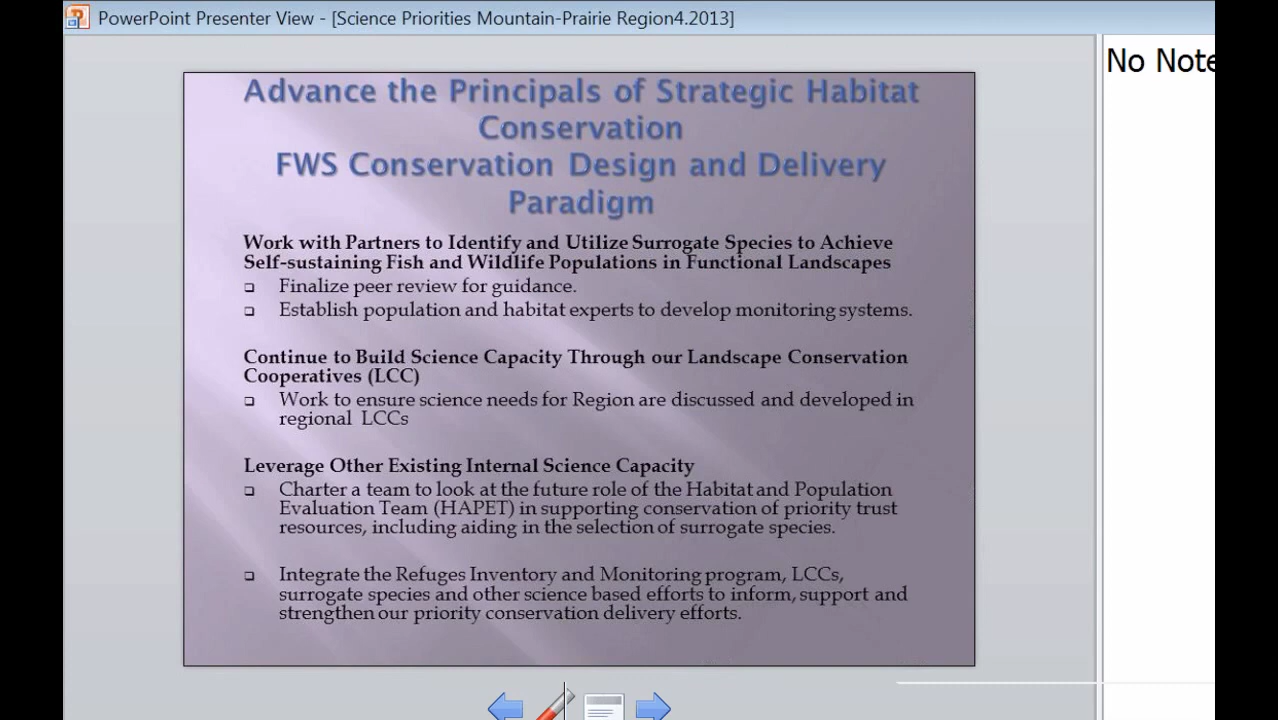 PowerPoint Presenter View - [Science Priorities Mountain-Prairie Region4.2013]
No Note
Advance the Principals of Strategic Habitat
Conservation
FWS Conservation Design and Delivery
Paradigm
Work with Partners to Identify and Utilize Surrogate Species to Achieve
Self-sustaining Fish and Wildlife Populations in Functional Landscapes
Finalize peer review for guidance.
Establish population and habitat experts to develop monitoring systems.
Continue to Build Science Capacity Through our Landscape Conservation
Cooperatives (LCC)
Work to ensure science needs for Region are discussed and developed in
regional LCCs
Leverage Other Existing Internal Science Capacity
Charter a team to look at the future role of the Habitat and Population
Evaluation Team (HAPET) in supporting conservation of priority trust
resources, including aiding in the selection of surrogate species.
Integrate the Refuges Inventory and Monitoring program, LCCs,
surrogate species and other science based efforts to inform, support and
strengthen our priority conservation delivery efforts.